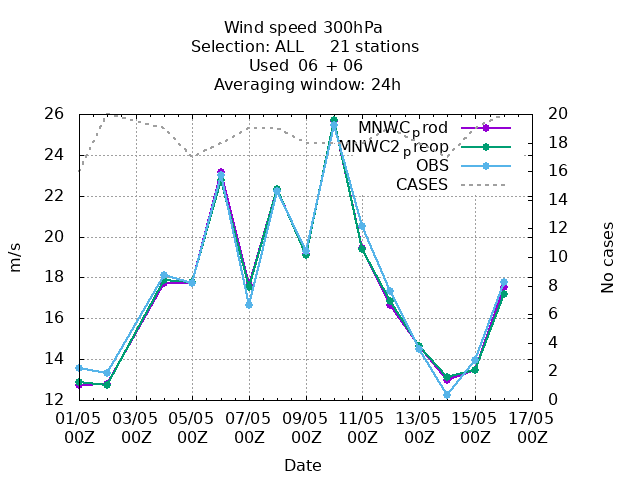 Wind speed 300hPa
Selection: ALL 21 stations
Used 06 + 06
Averaging window: 24h
26 20
MNWCprod
18
MNWC2preop
24
OBS 16
CASES
22 14
12
20 10
m/s
No cases
18 8
6
16
4
14 2
12 0
01/05 03/05 05/05 07/05 09/05 11/05 13/05 15/05 17/05
00Z 00Z 00Z 00Z 00Z 00Z 00Z 00Z 00Z
Date